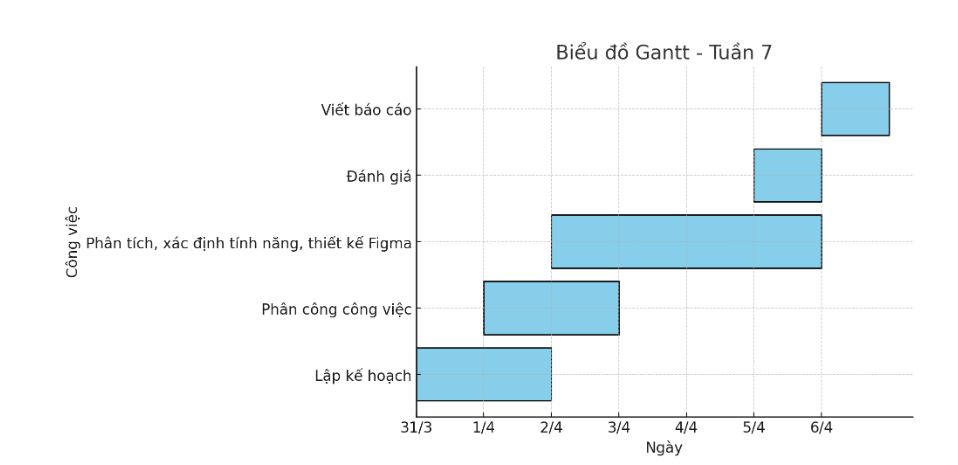 Biểu đồ Gantt - Tuần 7
Viết báo cáo
Đánh giá
Phân tích, xác định tính năng, thiết kế Figma
Phân công công việc
Lập kế hoạch
Công việc
31/3 1/4 2/4 3/4 4/4 5/4 6/4
Ngày